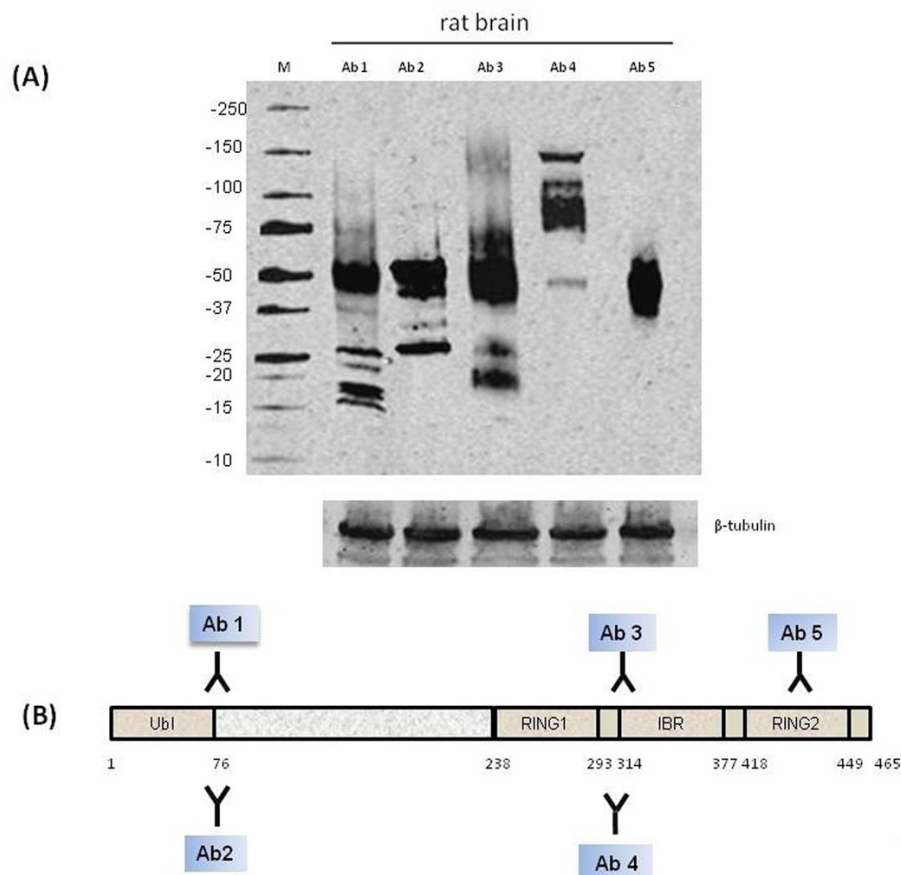 rat brain
(A)
M Ab 1 Ab 2 Ab 3 Ab 4 Ab 5
-250
-150
-100
-75
-50
-37
-25
-20
-15
-10
β-tubulin
Ab 1 Ab 3 Ab 5
(B)
Ubl RING1 IBR RING2
1 76 238 293 314 377 418 449 465
Ab2 Ab 4